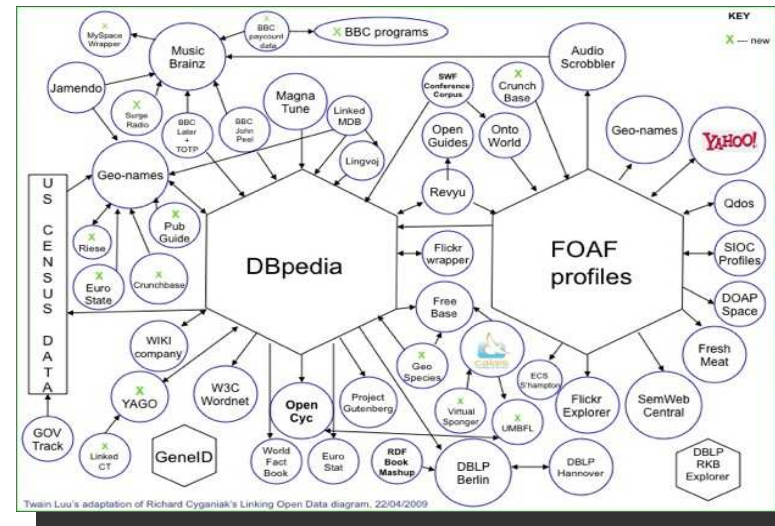 KEY
X --- new
X
MySpace
Wrapper
Music
Brainz
X
BBC
paycount
data
X BBC programs
Audio
Scrobbler
Jamendo
X
Surge
Radio
BBC
Later
+
TOTP
BBC
John
Peel
Magna
Tune
Linked
MDB
Lingvoj
SWF
Conference
Corpus
X
Crunch
Base
Open
Guides
Onto
World
Geo-names
YAHOO!
Geo-names
Revyu
Qdos
US CENSUS DATA
X
Riese
X
Pub
Guide
X
Euro
State
X
Crunchbase
DBpedia
Flickr
wrapper
FOAF
profiles
SIOC
Profiles
DOAP
Space
Free
Base
Fresh
Meat
WIKI
company
X
Geo
Species
calais
ECS
S'hampton
X
YAGO
W3C
Wordnet
Open
Cyc
Project
Gutenberg
X
Virtual
Sponger
X
UMBFL
Flickr
Explorer
SemWeb
Central
GOV
Track
X
Linked
CT
GeneID
World
Fact
Book
Euro
Stat
RDF
Book
Mashup
DBLP
Berlin
DBLP
Hannover
DBLP
RKB
Explorer
Twain Luu's adaptation of Richard Cyganiak's Linking Open Data diagram, 22/04/2009